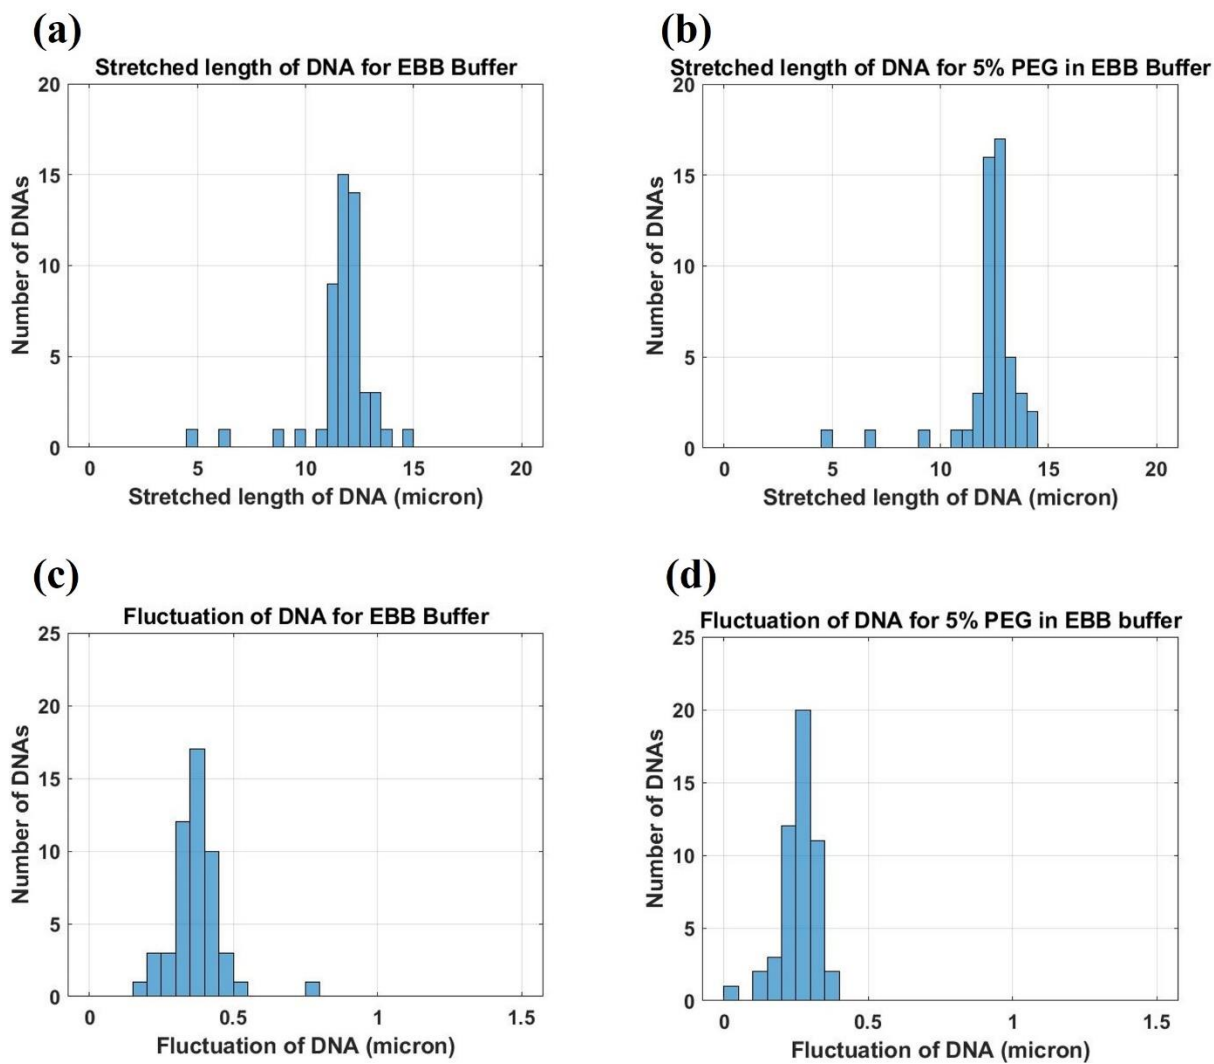 (a)
Stretched length of DNA for EBB Buffer
20
15
10
5
0
Number of DNAs
0 5 10 15 20
Stretched length of DNA (micron)
(b)
Stretched length of DNA for 5% PEG in EBB Buffer
20
15
10
5
0
Number of DNAs
0 5 10 15 20
Stretched length of DNA (micron)
(c)
Fluctuation of DNA for EBB Buffer
25
20
15
10
5
0
Number of DNAs
0 0.5 1 1.5
Fluctuation of DNA (micron)
(d)
Fluctuation of DNA for 5% PEG in EBB buffer
25
20
15
10
5
0
Number of DNAs
0 0.5 1 1.5
Fluctuation of DNA (micron)